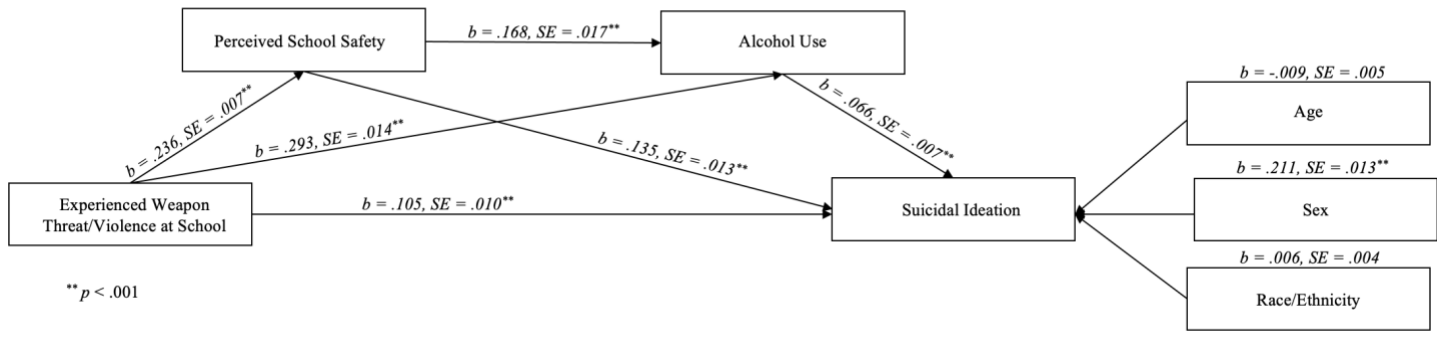 Perceived School Safety
b = .168, SE = .017**
Alcohol Use
b = -.009, SE = .005
Age
b = .236, SE = .007**
b = .293, SE = .014**
b = .135, SE = .013**
b = .066, SE = .007**
b = .211, SE = .013**
Experienced Weapon
Threat/Violence at School
b = .105, SE = .010**
Suicidal Ideation
Sex
b = .006, SE = .004
Race/Ethnicity
** p < .001